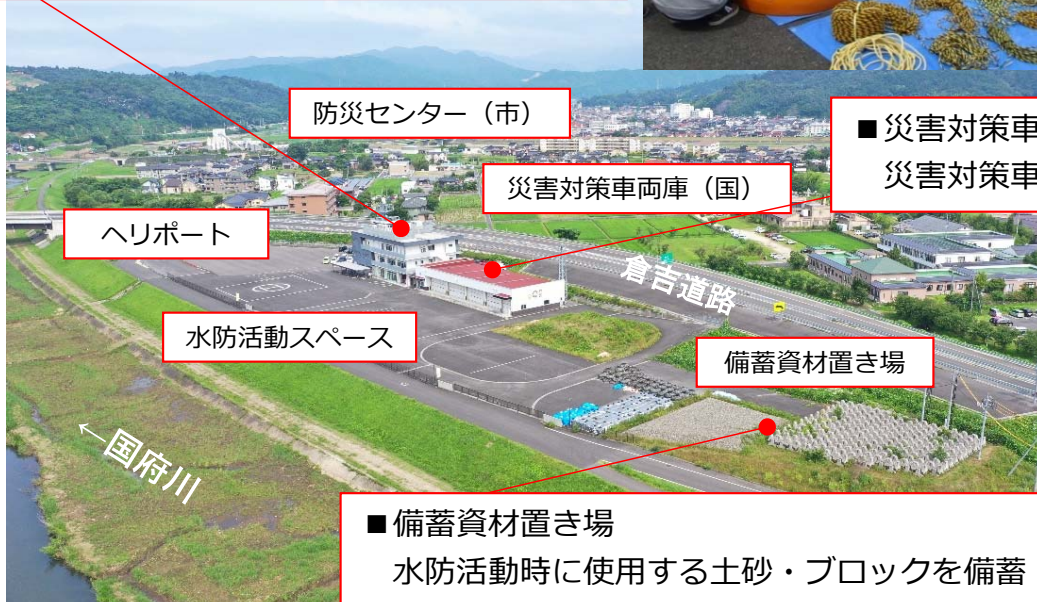 防災センター（市）
■災害対策車
災害対策車
災害対策車両庫（国）
ヘリポート
倉吉道路
水防活動スペース
備蓄資材置き場
←国府川
■備蓄資材置き場
水防活動時に使用する土砂・ブロックを備蓄